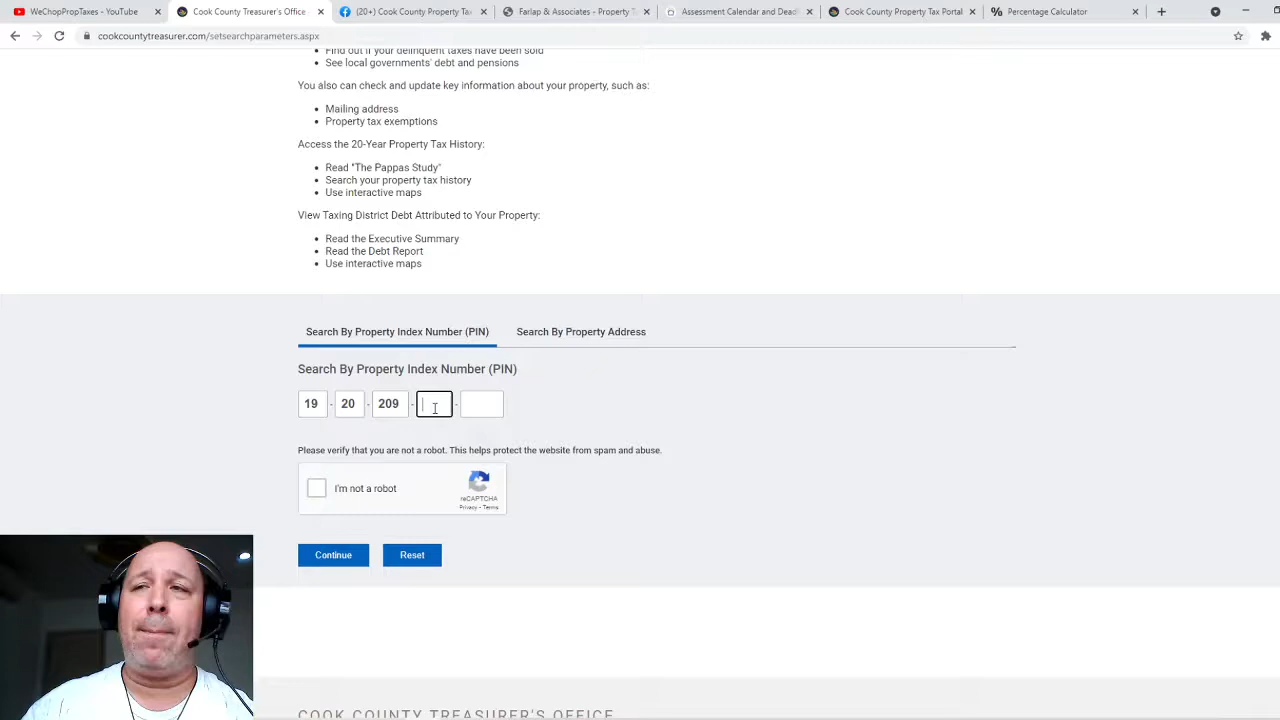 WeChopPropTaxes - YouTube
Cook County Treasurer's Office
(20+) Cook County Property Tax
Farlap & Associates - Property T
Assessment Calendar and Deadl
Cook County Property Tax Portal
Percentage Calculator
cookcountytreasurer.com/setsearchparameters.aspx
Find out if your delinquent taxes have been sold
See local governments' debt and pensions
You also can check and update key information about your property, such as:
Mailing address
Property tax exemptions
Access the 20-Year Property Tax History:
Read "The Pappas Study"
Search your property tax history
Use interactive maps
View Taxing District Debt Attributed to Your Property:
Read the Executive Summary
Read the Debt Report
Use interactive maps
Search By Property Index Number (PIN) Search By Property Address
Search By Property Index Number (PIN)
19 - 20 - 209 - -
Please verify that you are not a robot. This helps protect the website from spam and abuse.
I'm not a robot
reCAPTCHA
Privacy - Terms
Continue Reset
COOK COUNTY TREASURER'S OFFICE